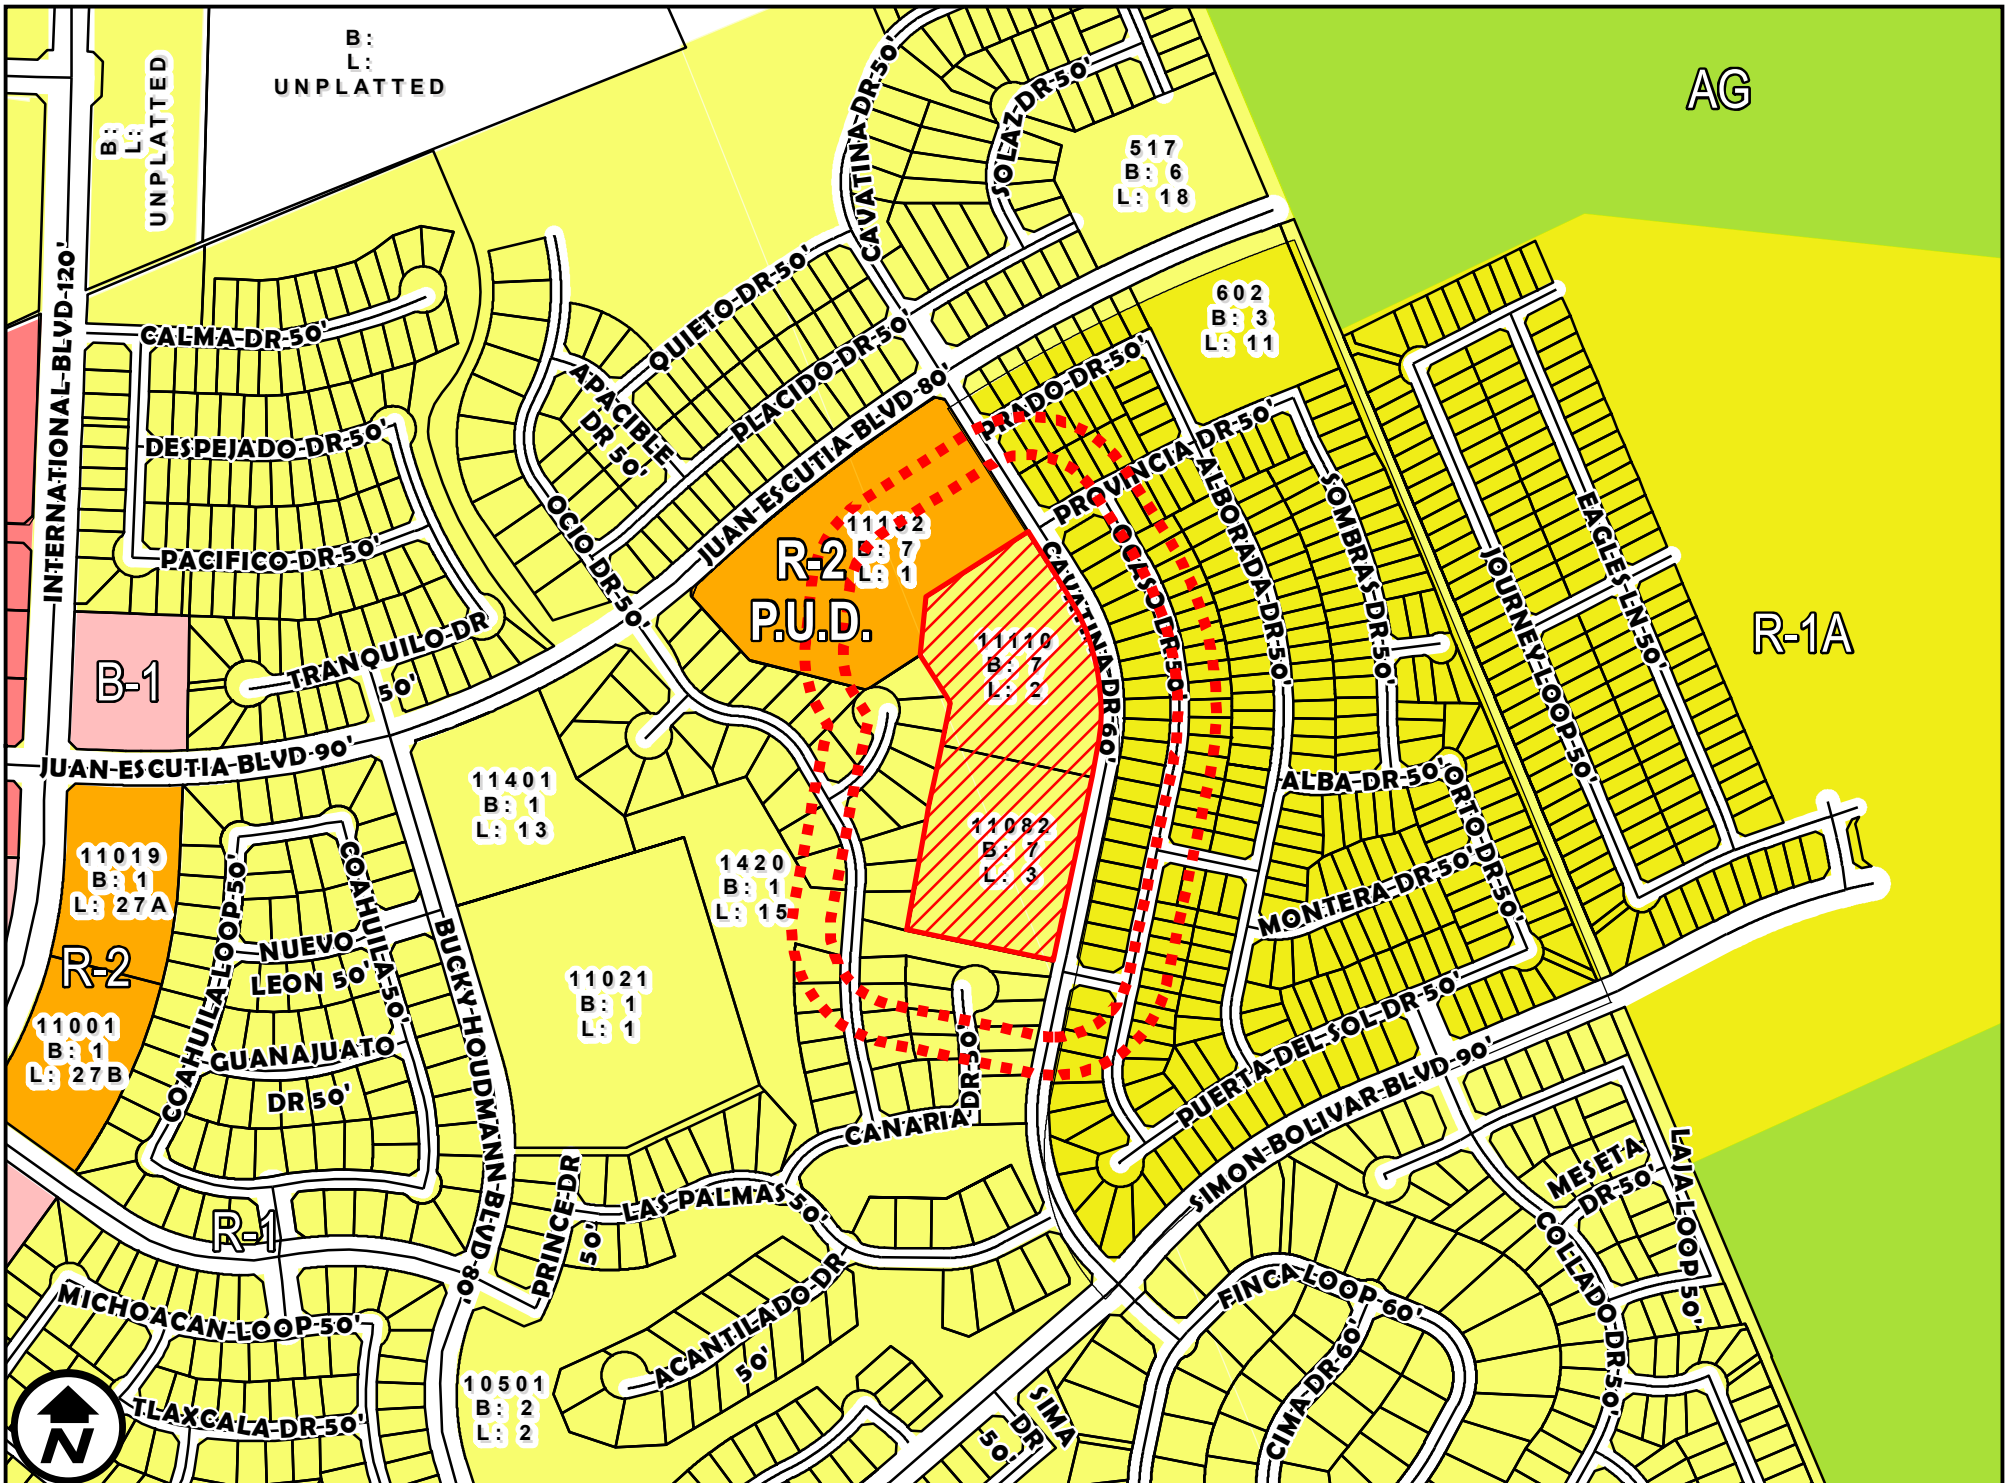 B:
L:
UNPLATTED
B:
L:
UNPLATTED
AG
CAVATINA-DR-50'
SOLAZ-DR-50'
517
B: 6
L: 18
INTERNATIONAL-BLVD-120'
CALMA-DR-50'
QUIETO-DR-50'
602
B: 3
L: 11
APACIBLE
DR 50'
PLACIDO-DR-50'
JUAN-ESCUTIA-BLVD-80'
PRADO-DR-50'
DESPEJADO-DR-50'
PROVINCIA-DR-50'
PACIFICO-DR-50'
OCIO-DR-50'
11192
B: 7
L: 1
R-2
P.U.D.
OCASO-DR-50'
ALBORADA-DR-50'
SOMBRAS-DR-50'
JOURNEY-LOOP-50'
EAGLES-LN-50'
R-1A
CAVATINA-DR-60'
11110
B: 7
L: 2
TRANQUILO-DR
50'
B-1
JUAN-ESCUTIA-BLVD-90'
11401
B: 1
L: 13
ALBA-DR-50'
ORTO-DR-50'
11082
B: 7
L: 3
11019
B: 1
L: 27A
COAHUILA-LOOP-50'
COAHUILA-50'
1420
B: 1
L: 15
MONTERA-DR-50'
NUEVO
LEON 50'
R-2
BUCKY-HOUDMANN-BLVD-80'
11021
B: 1
L: 1
11001
B: 1
L: 27B
GUANAJUATO
DR 50'
DR-50'
PUERTA-DEL-SOL-DR-50'
CANARIA
SIMON-BOLIVAR-BLVD-90'
MESETA
DR-50'
LAJA-LOOP-50'
PRINCE-DR
50'
LAS-PALMAS-50'
R-1
COLLADO-DR-50'
ACANTILADO-DR
50'
FINCA LOOP-60'
MICHOACAN-LOOP-50'
CIMA-DR-60'
10501
B: 2
L: 2
TLAXCALA-DR-50'
SIMA
DR
50'
N